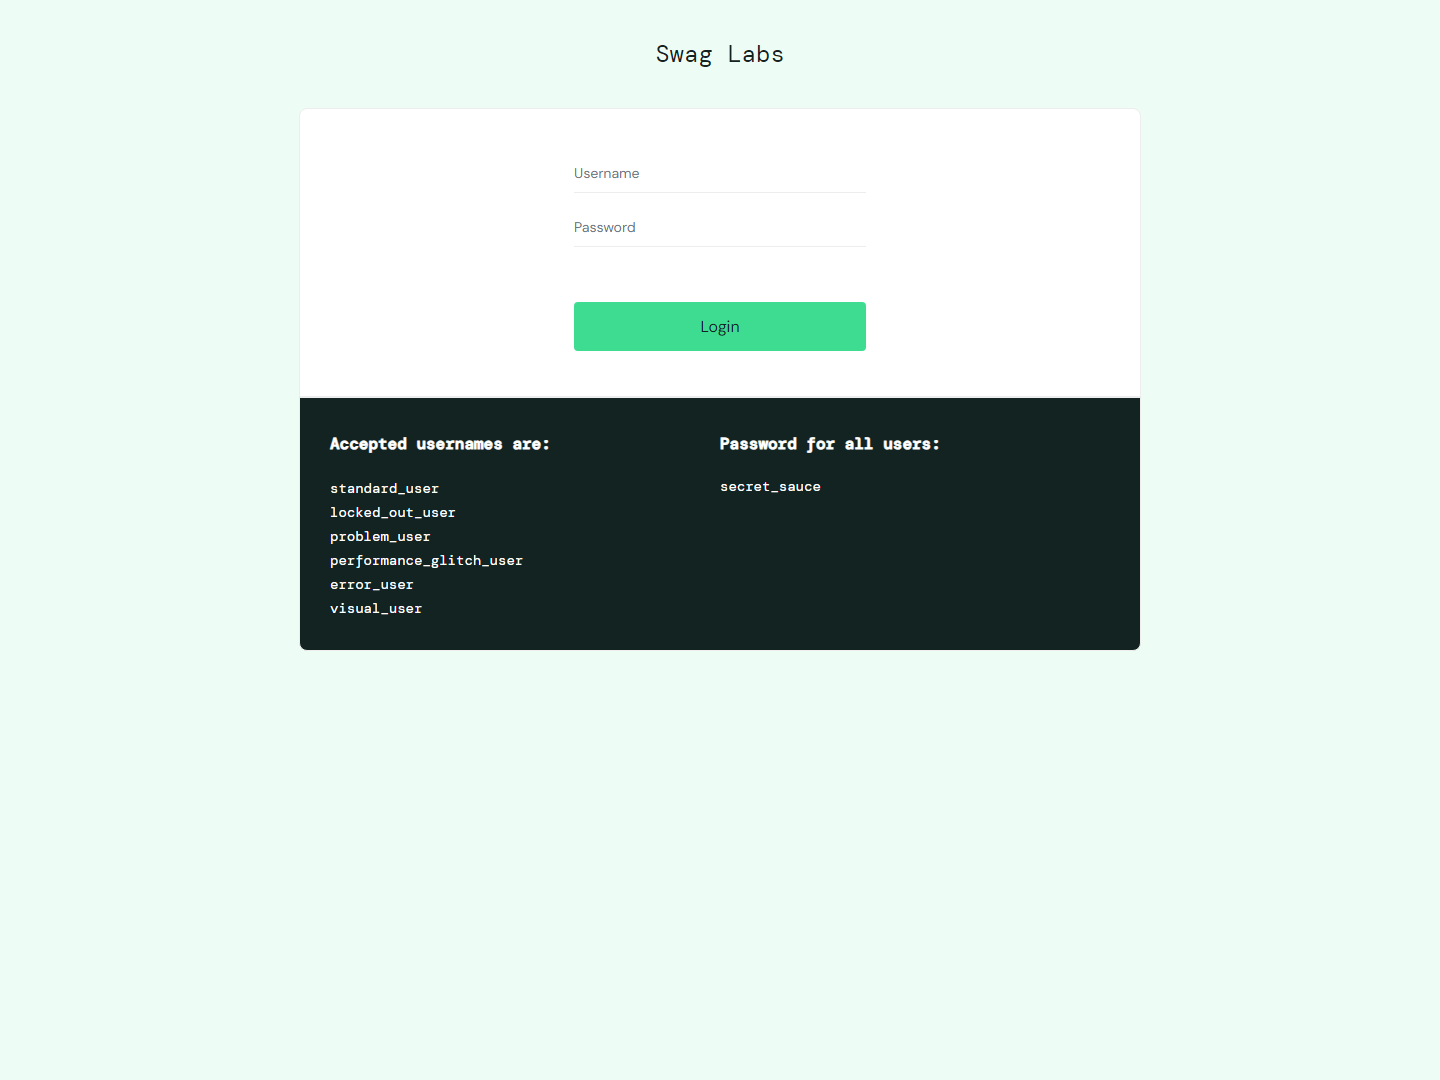 Swag Labs
Username
Password
Login
Accepted usernames are:
standard_user
locked_out_user
problem_user
performance_glitch_user
error_user
visual_user
Password for all users:
secret_sauce